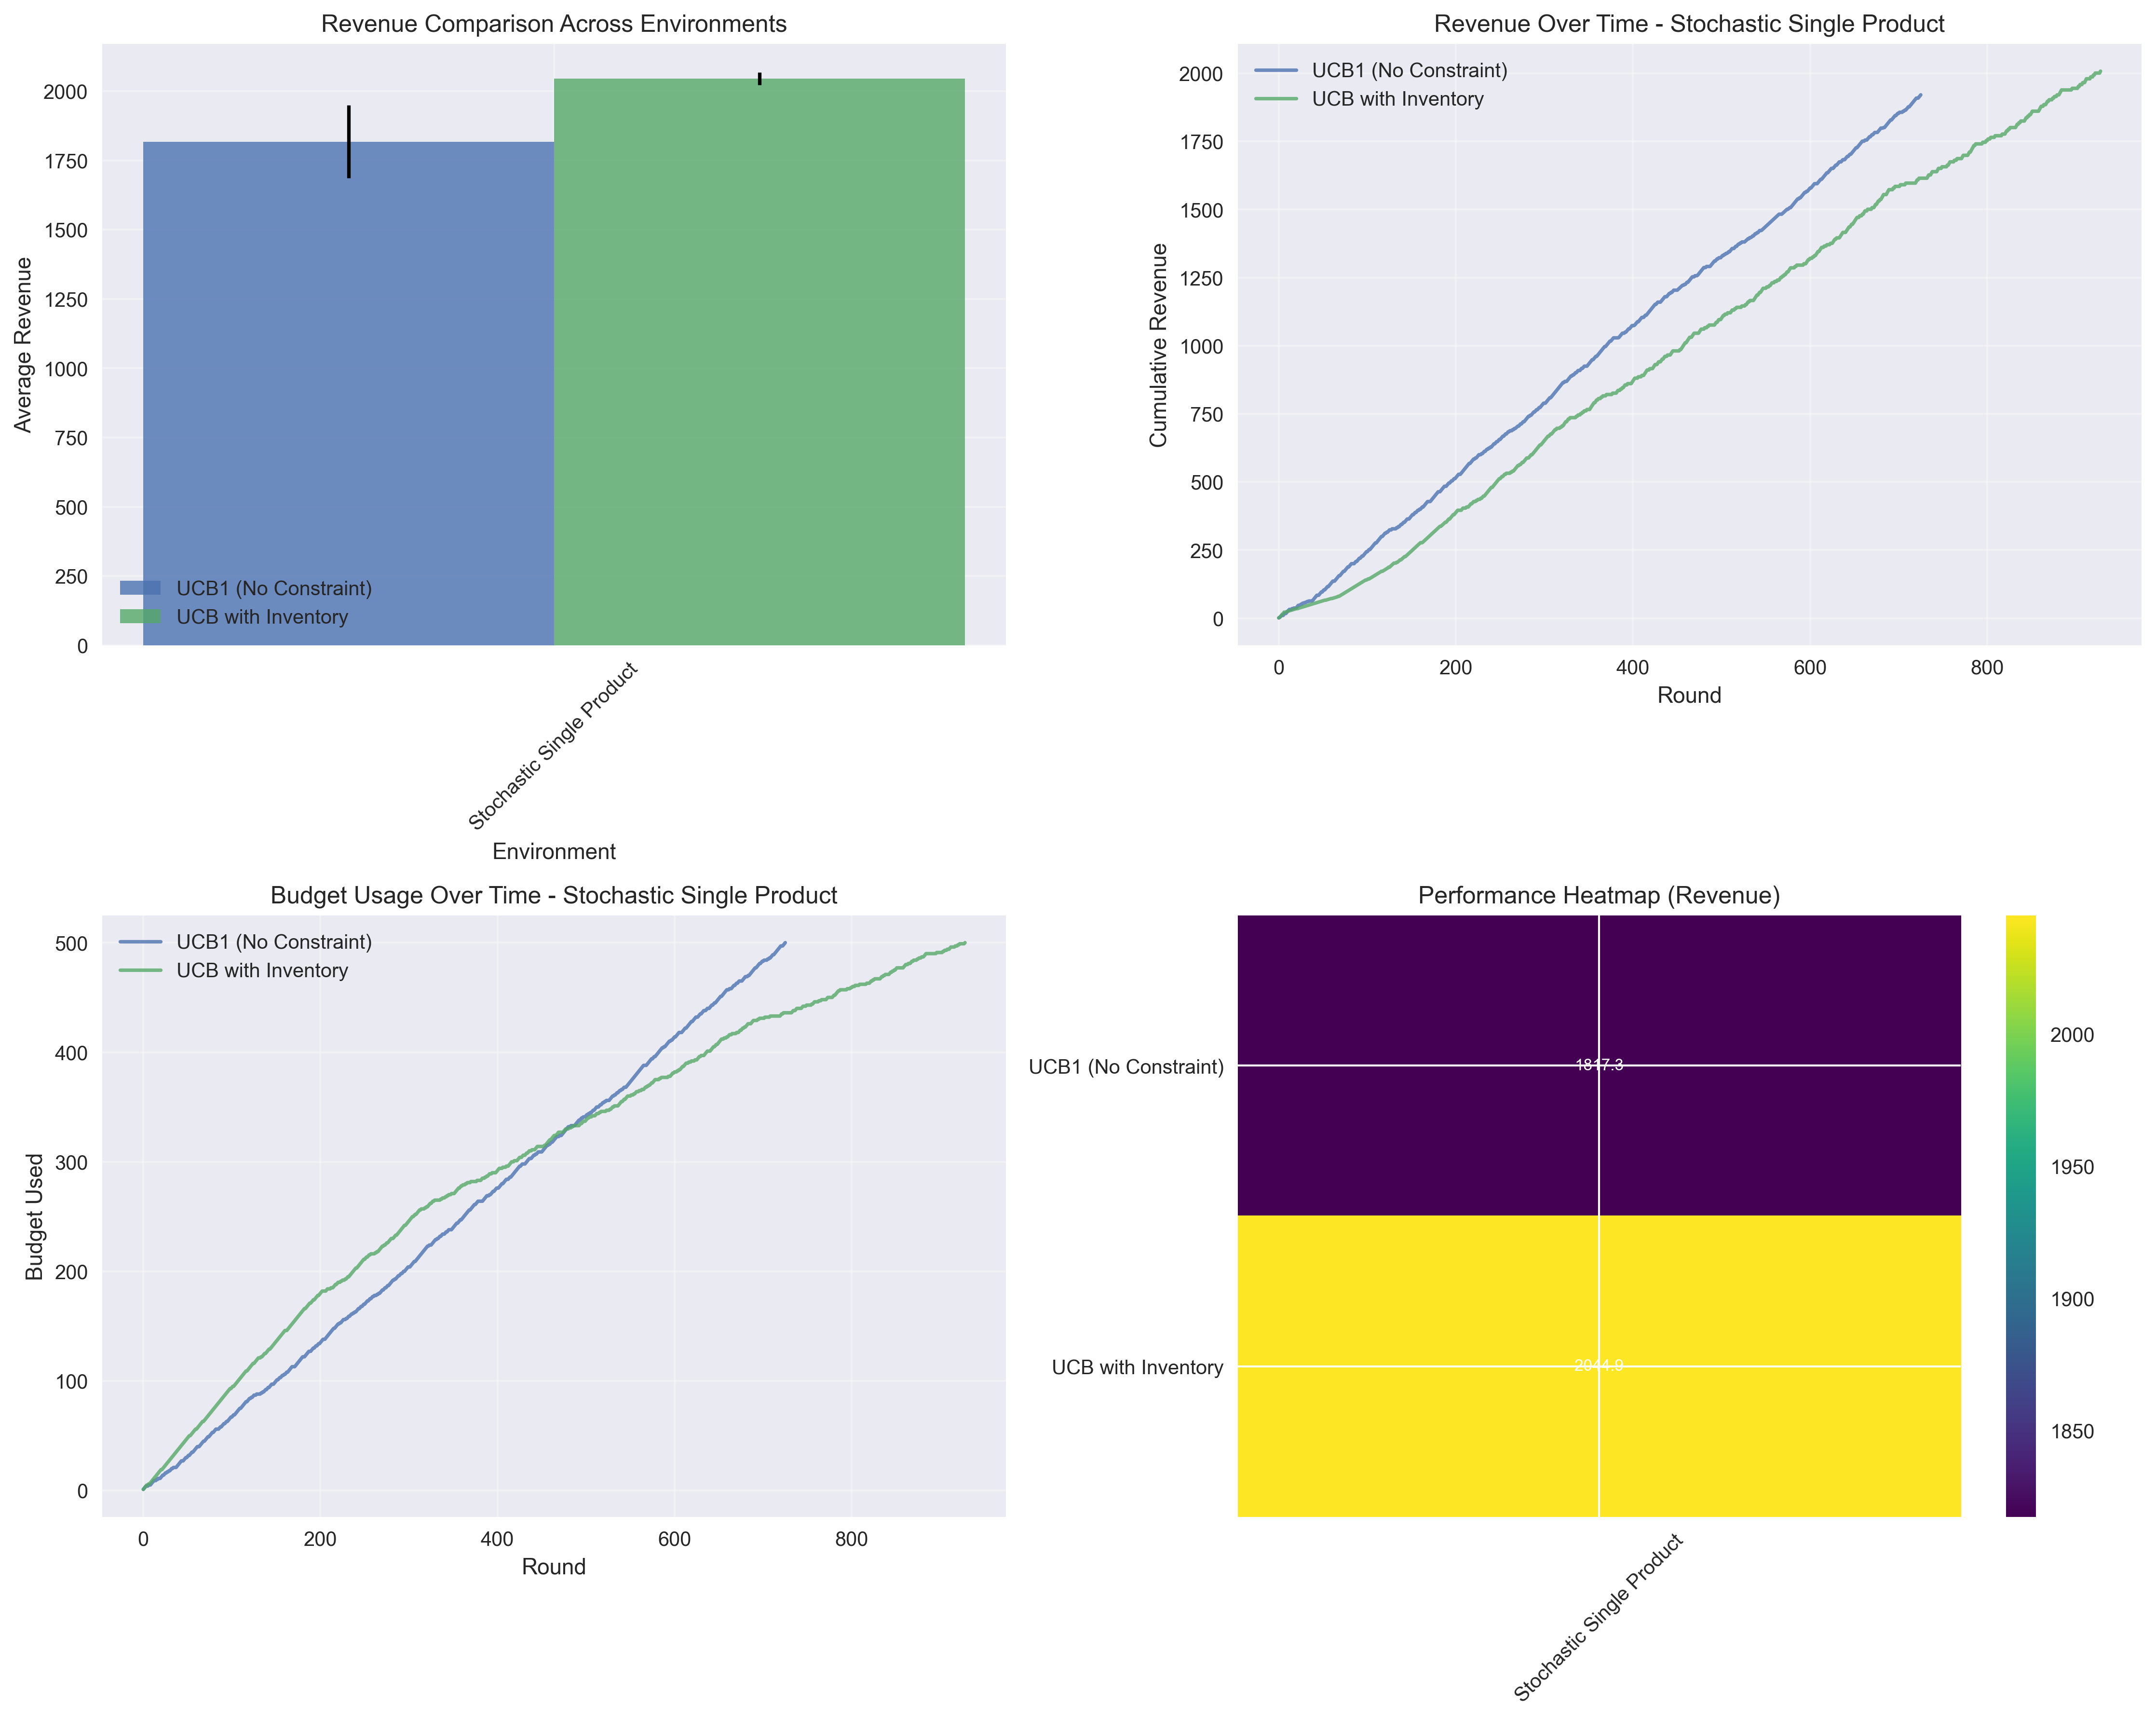 Revenue Comparison Across Environments
Average Revenue
2000
1750
1500
1250
1000
750
500
250
0
UCB1 (No Constraint)
UCB with Inventory
Stochastic Single Product
Environment
Revenue Over Time - Stochastic Single Product
UCB1 (No Constraint)
UCB with Inventory
Cumulative Revenue
2000
1750
1500
1250
1000
750
500
250
0
0 200 400 600 800
Round
Budget Usage Over Time - Stochastic Single Product
UCB1 (No Constraint)
UCB with Inventory
Budget Used
500
400
300
200
100
0
0 200 400 600 800
Round
Performance Heatmap (Revenue)
UCB1 (No Constraint)
1817.3
UCB with Inventory
2044.9
Stochastic Single Product
2000
1950
1900
1850